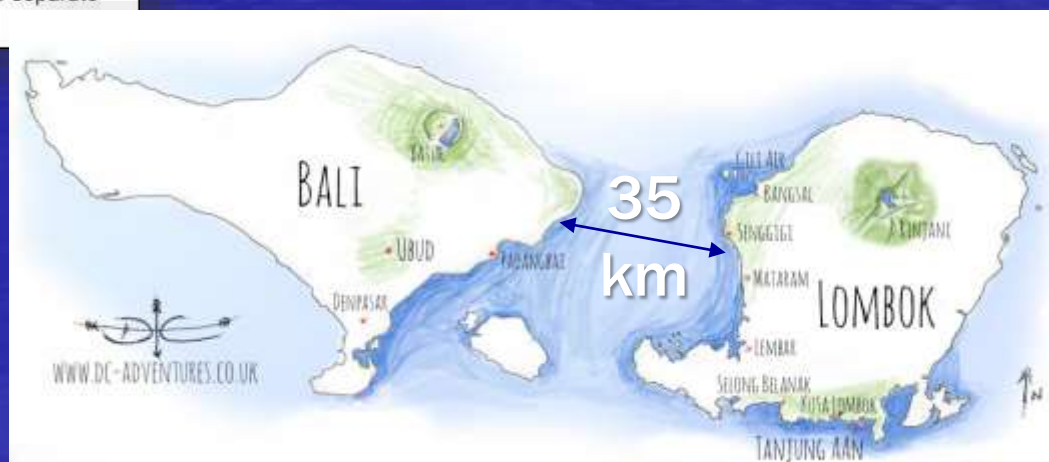 separate
BALI
BATUR
UBUD
PADANGBAI
DENPASAR
WWW.DC-ADVENTURES.CO.UK
35
km
GILI AIR
BANGSAL
SENGGIGI
RINJANI
MATARAM
LOMBOK
LEMBAR
SELONG BELANAK
KUTA LOMBOK
TANJUNG AAN
N